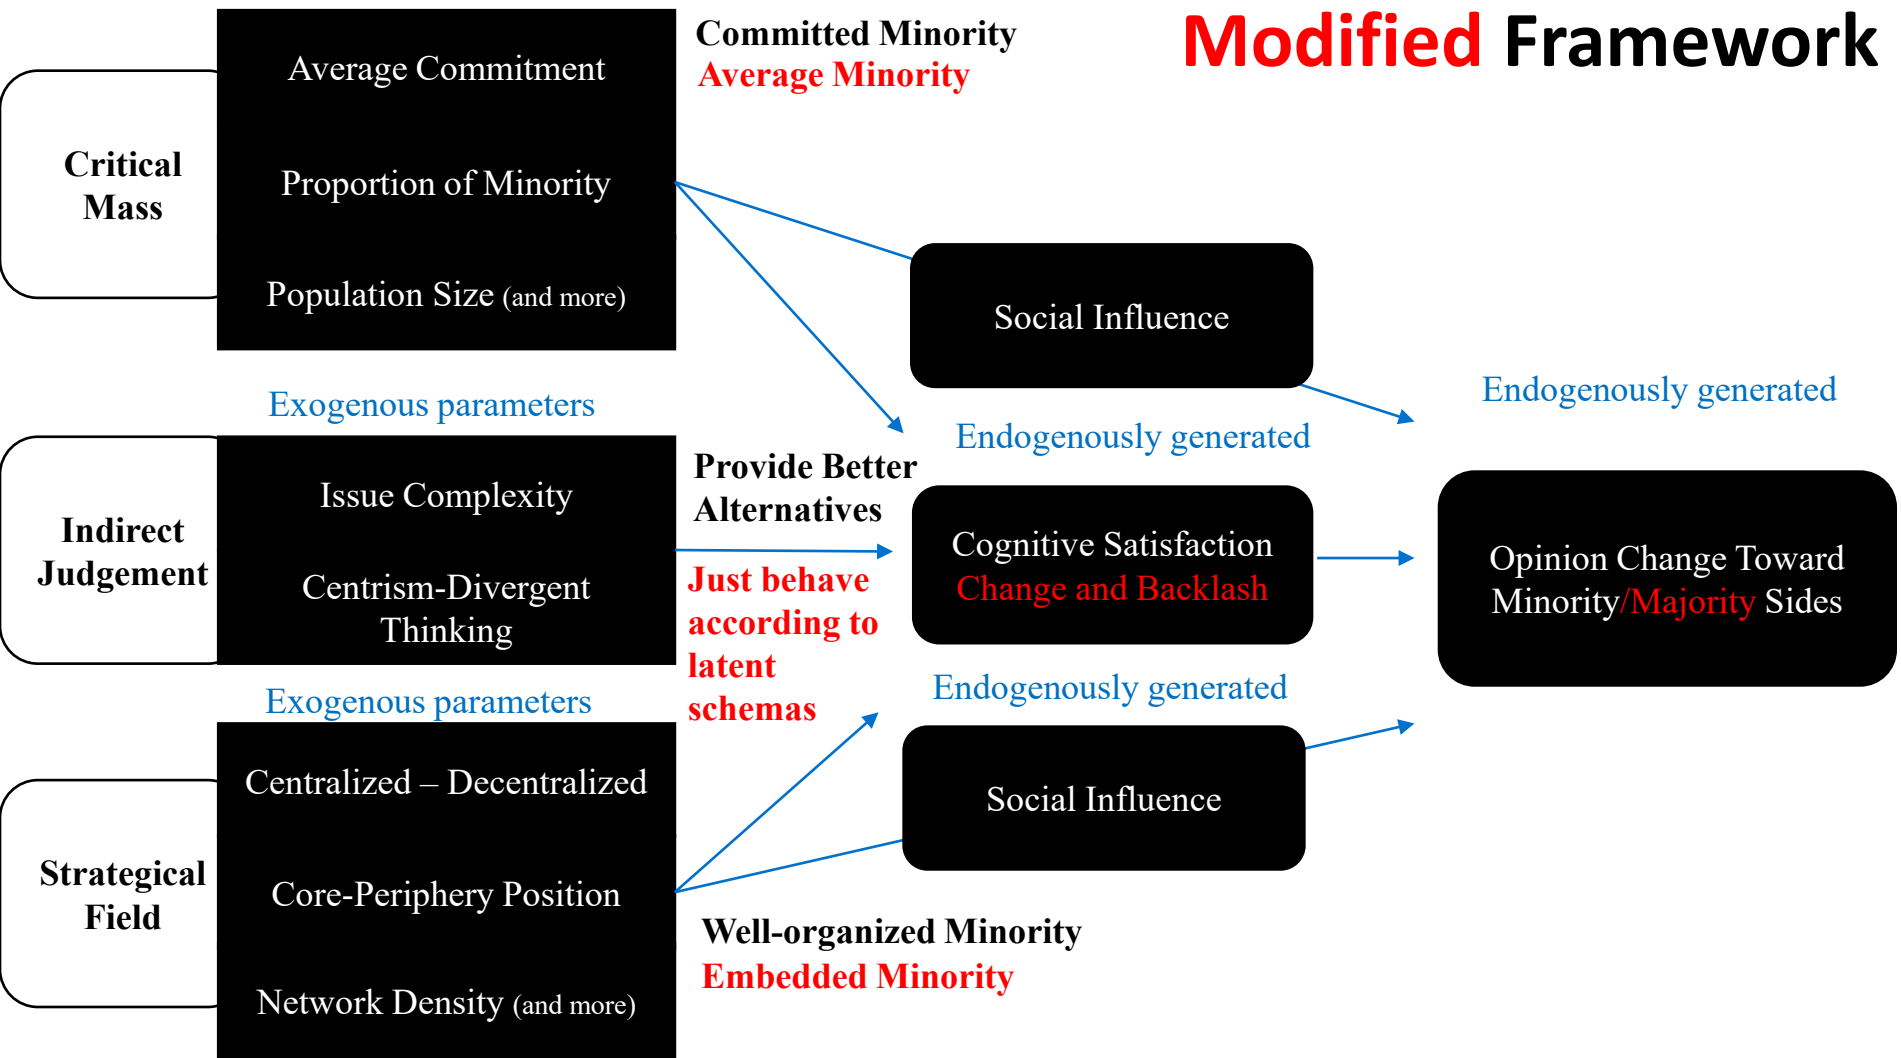 Modified Framework
Committed Minority
Average Minority
Critical
Mass
Average Commitment
Proportion of Minority
Population Size (and more)
Social Influence
Exogenous parameters
Endogenously generated
Endogenously generated
Indirect
Judgement
Issue Complexity
Centrism-Divergent
Thinking
Provide Better
Alternatives
Just behave
according to
latent
schemas
Cognitive Satisfaction
Change and Backlash
Opinion Change Toward
Minority/Majority Sides
Exogenous parameters
Endogenously generated
Strategical
Field
Centralized – Decentralized
Core-Periphery Position
Network Density (and more)
Social Influence
Well-organized Minority
Embedded Minority